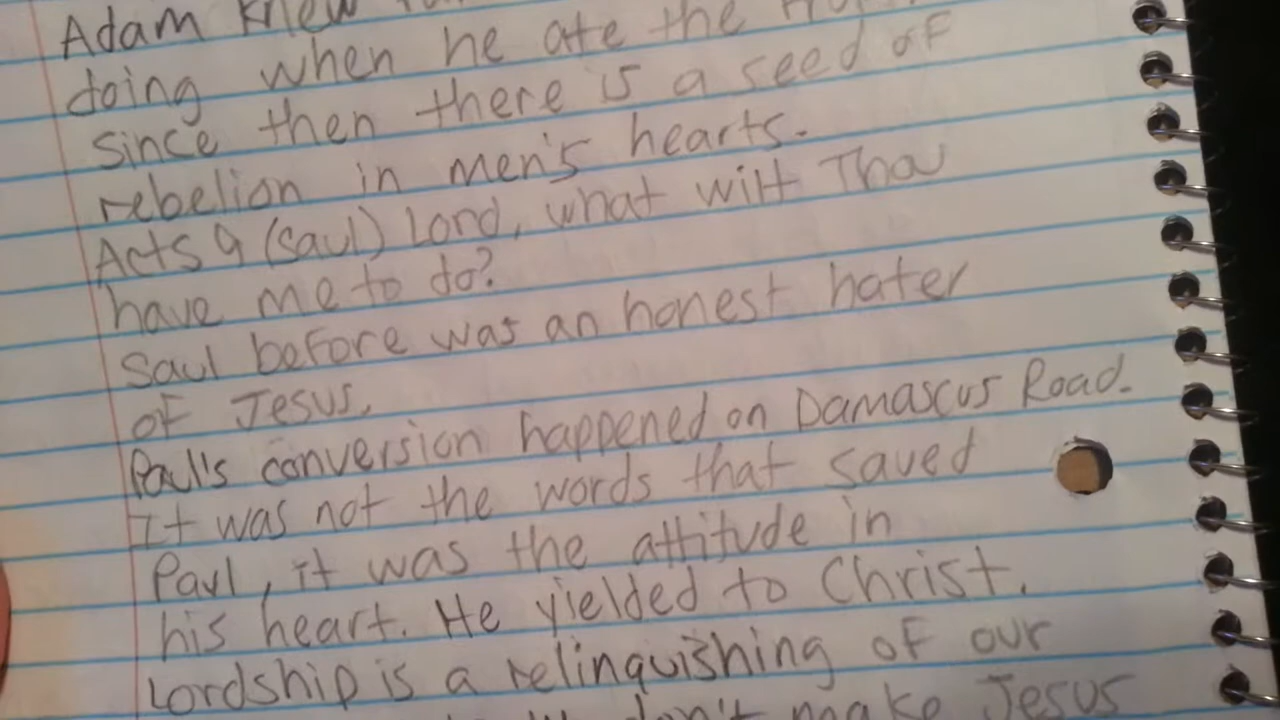 Adam knew
doing when he ate the
since then there is a seed of
rebelion in men's hearts.
Acts 9 (Saul) Lord, what wilt Thou
have me to do?
Saul before was an honest hater
of Jesus.
Paul's conversion happened on Damascus Road.
It was not the words that saved
Paul, it was the attitude in
his heart. He yielded to Christ.
Lordship is a relinquishing of our
don't make Jesus